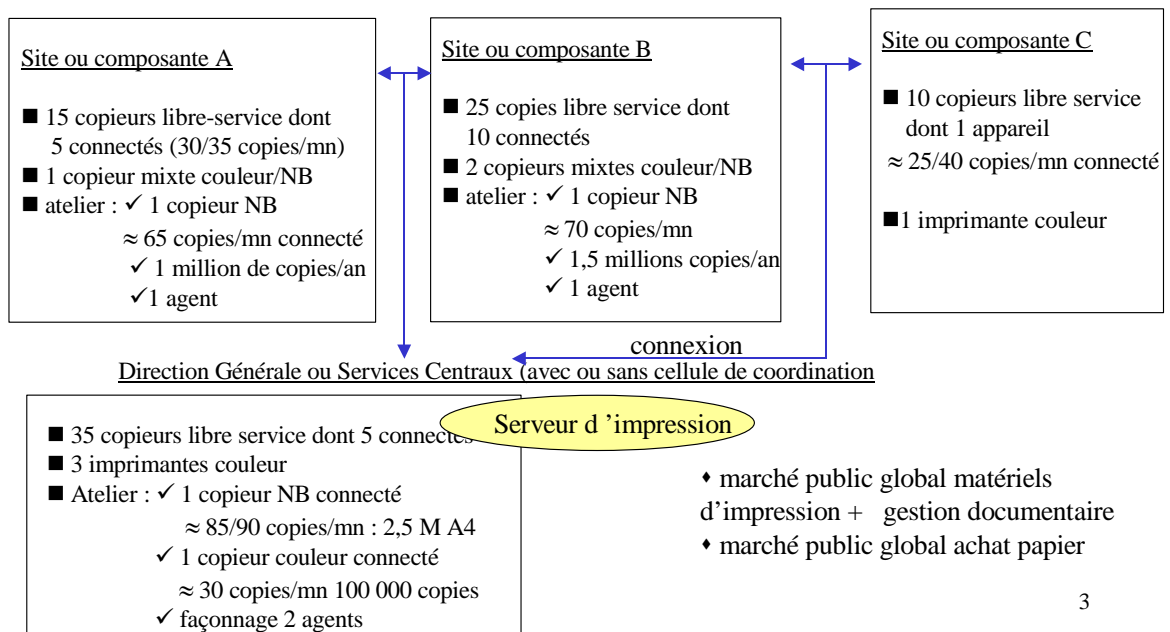 Site ou composante A
■ 15 copieurs libre-service dont
5 connectés (30/35 copies/mn)
■ 1 copieur mixte couleur/NB
■ atelier : ✓ 1 copieur NB
≈ 65 copies/mn connecté
✓ 1 million de copies/an
✓1 agent
Site ou composante B
■ 25 copies libre service dont
10 connectés
■ 2 copieurs mixtes couleur/NB
■ atelier : ✓ 1 copieur NB
≈ 70 copies/mn
✓ 1,5 millions copies/an
✓ 1 agent
Site ou composante C
■ 10 copieurs libre service
dont 1 appareil
≈ 25/40 copies/mn connecté
■1 imprimante couleur
connexion
Direction Générale ou Services Centraux (avec ou sans cellule de coordination
Serveur d ’impression
■ 35 copieurs libre service dont 5 connectés
■ 3 imprimantes couleur
■ Atelier : ✓ 1 copieur NB connecté
≈ 85/90 copies/mn : 2,5 M A4
✓ 1 copieur couleur connecté
≈ 30 copies/mn 100 000 copies
✓ façonnage 2 agents
♦ marché public global matériels
d’impression + gestion documentaire
♦ marché public global achat papier
3